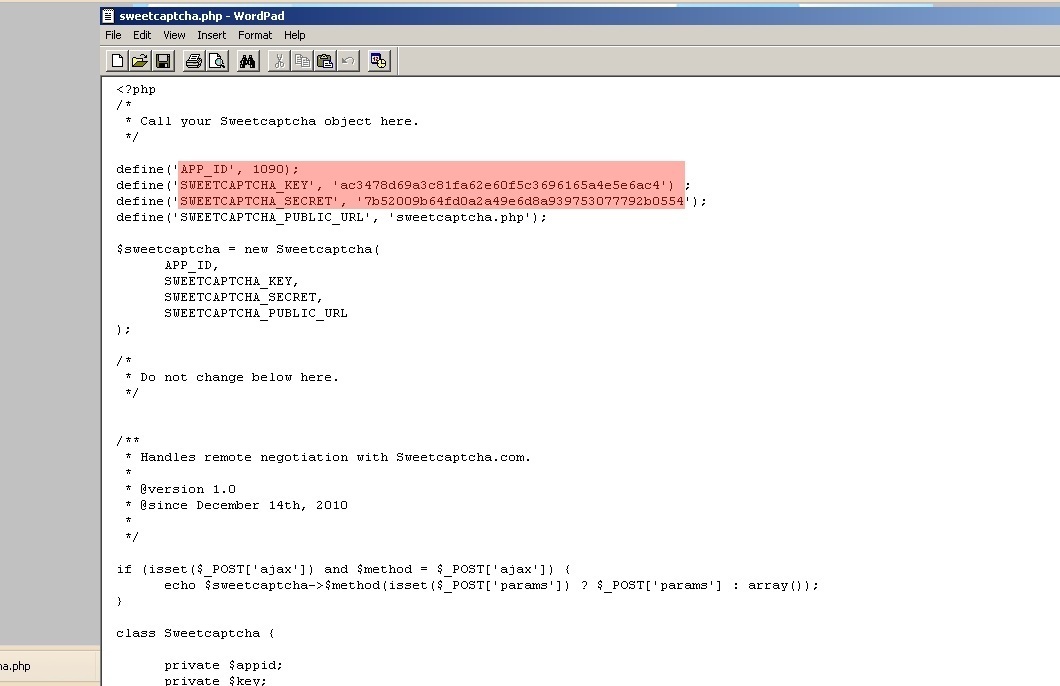 sweetcaptcha.php - WordPad
File Edit View Insert Format Help
<?php
/*
 * Call your Sweetcaptcha object here.
 */
define('APP_ID', 1090);
define('SWEETCAPTCHA_KEY', 'ac3478d69a3c81fa62e60f5c3696165a4e5e6ac4') ;
define('SWEETCAPTCHA_SECRET', '7b52009b64fd0a2a49e6d8a939753077792b0554');
define('SWEETCAPTCHA_PUBLIC_URL', 'sweetcaptcha.php');
$sweetcaptcha = new Sweetcaptcha(
      APP_ID,
      SWEETCAPTCHA_KEY,
      SWEETCAPTCHA_SECRET,
      SWEETCAPTCHA_PUBLIC_URL
);
/*
 * Do not change below here.
 */
/**
 * Handles remote negotiation with Sweetcaptcha.com.
 *
 * @version 1.0
 * @since December 14th, 2010
 *
 */
if (isset($_POST['ajax']) and $method = $_POST['ajax']) {
      echo $sweetcaptcha->$method(isset($_POST['params']) ? $_POST['params'] : array());
}
class Sweetcaptcha {
      private $appid;
      private $key;
ha.php